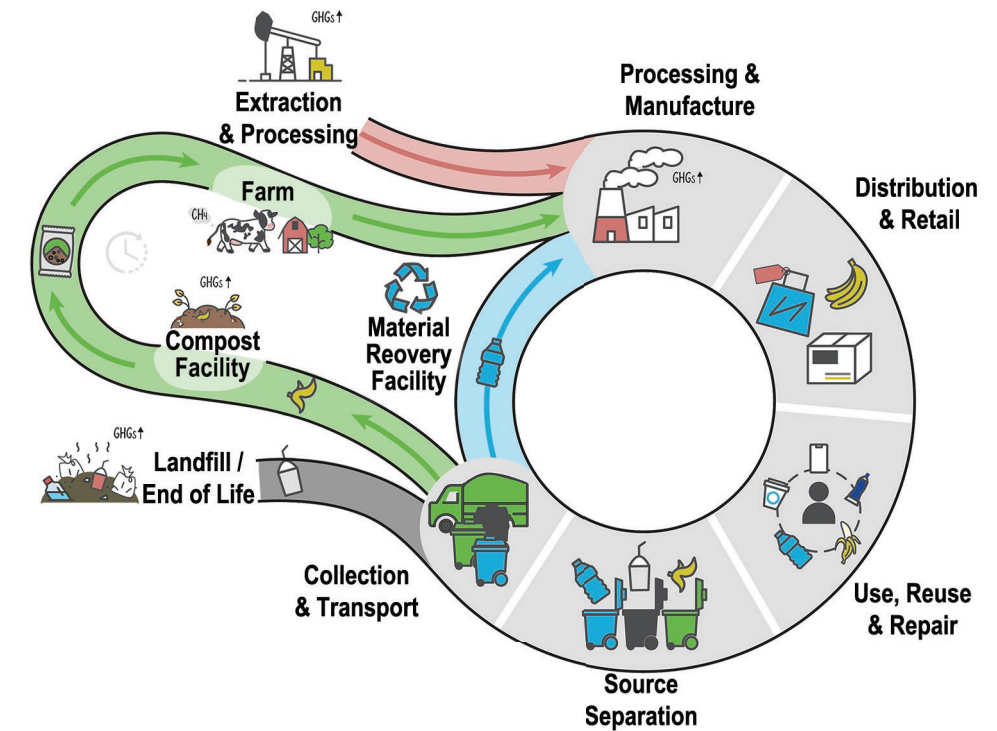 GHGs↑
Extraction
& Processing
Processing &
Manufacture
GHGs↑
Distribution
& Retail
Farm
CH4
GHGs↑
Compost
Facility
Material
Reovery
Facility
GHGs↑
Landfill /
End of Life
Collection
& Transport
Use, Reuse
& Repair
Source
Separation